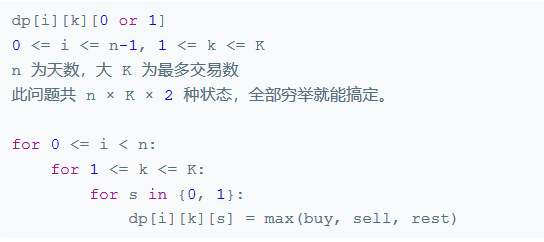 dp[i][k][0 or 1]
0 <= i <= n-1, 1 <= k <= K
n 为天数，大 K 为最多交易数
此问题共 n × K × 2 种状态，全部穷举就能搞定。
for 0 <= i < n:
    for 1 <= k <= K:
        for s in {0, 1}:
            dp[i][k][s] = max(buy, sell, rest)